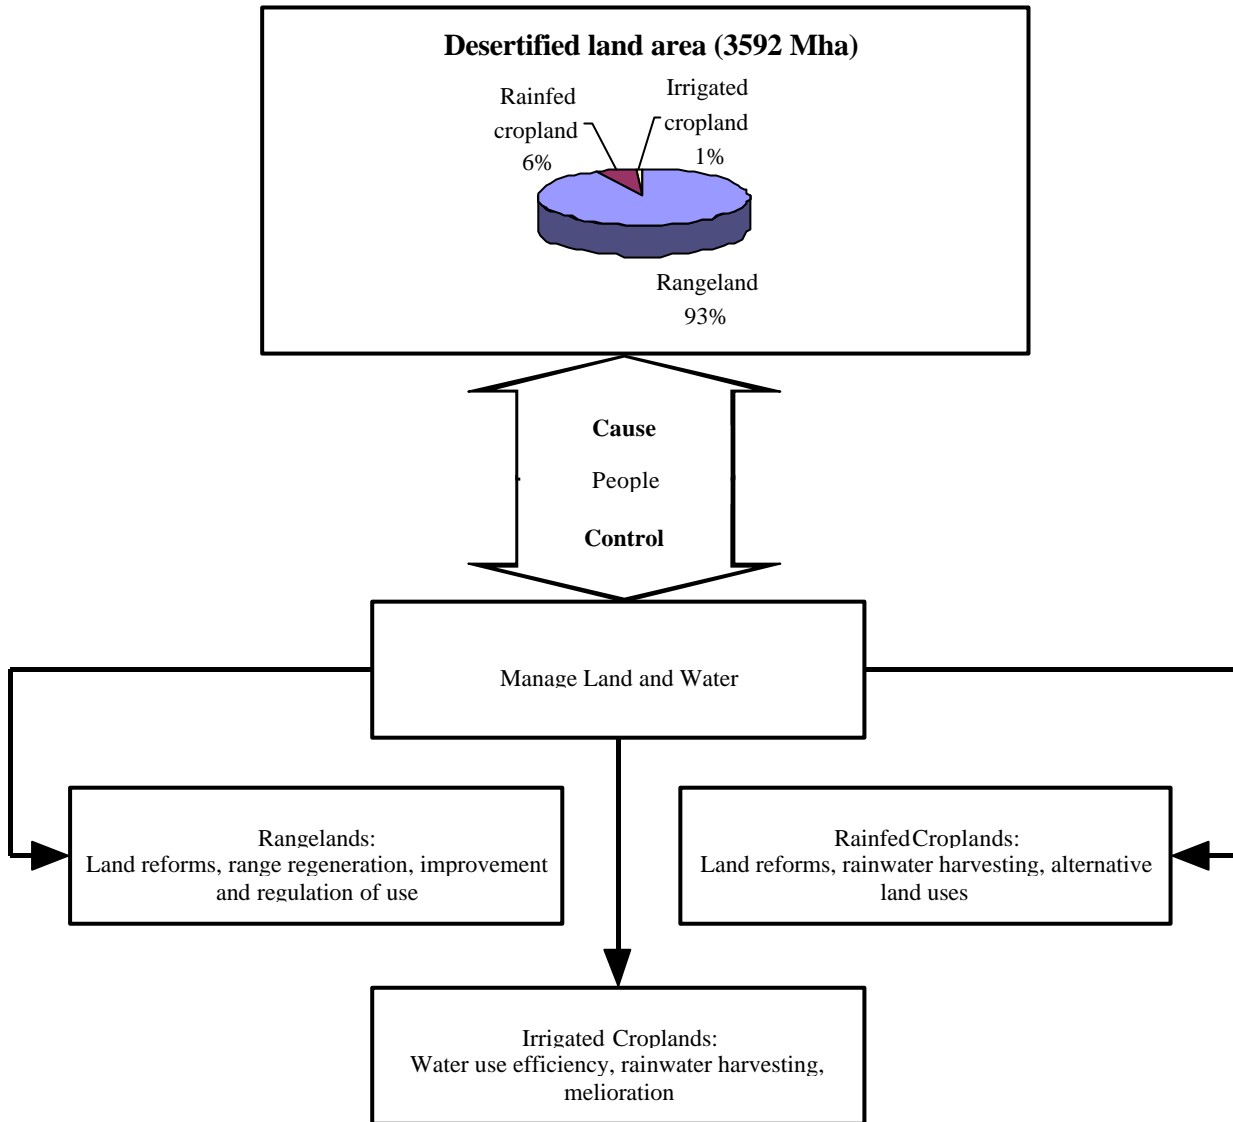 Desertified land area (3592 Mha)
Rainfed
cropland
6%
Irrigated
cropland
1%
Rangeland
93%
Cause
People
Control
Manage Land and Water
Rangelands:
Land reforms, range regeneration, improvement
and regulation of use
Rainfed Croplands:
Land reforms, rainwater harvesting, alternative
land uses
Irrigated Croplands:
Water use efficiency, rainwater harvesting,
melioration